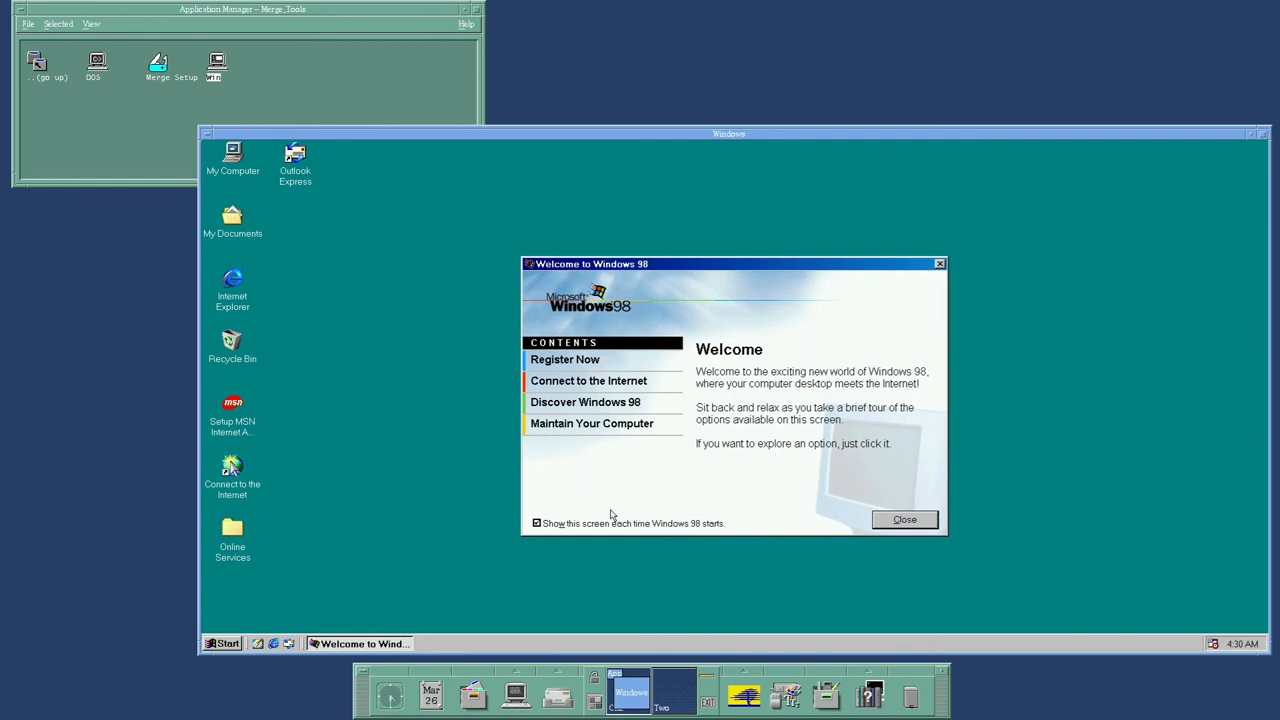 Application Manager - Merge_Tools
File Selected View Help
..(go up) DOS Merge Setup Win
Windows
My Computer
Outlook
Express
My Documents
Internet
Explorer
Recycle Bin
Setup MSN
Internet A...
Connect to the
Internet
Online
Services
Welcome to Windows 98
Microsoft
Windows98
CONTENTS
Register Now
Connect to the Internet
Discover Windows 98
Maintain Your Computer
Welcome
Welcome to the exciting new world of Windows 98,
where your computer desktop meets the Internet!
Sit back and relax as you take a brief tour of the
options available on this screen.
If you want to explore an option, just click it.
Show this screen each time Windows 98 starts.
Close
Start
Welcome to Wind...
4:30 AM
Mar
26
App
Windows
Two
EXIT